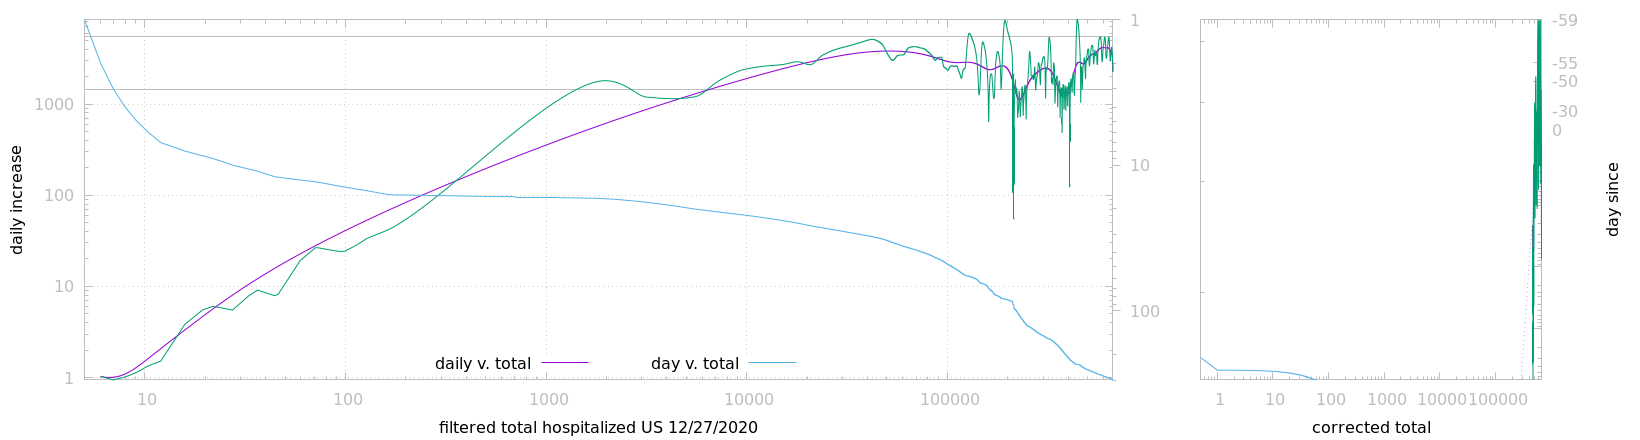 1 -59
-55
-50
1000 -30
0
daily increase
10
day since
100
10
100
daily v. total day v. total
1
10 100 1000 10000 100000 1 10 100 1000 10000 100000
filtered total hospitalized US 12/27/2020 corrected total